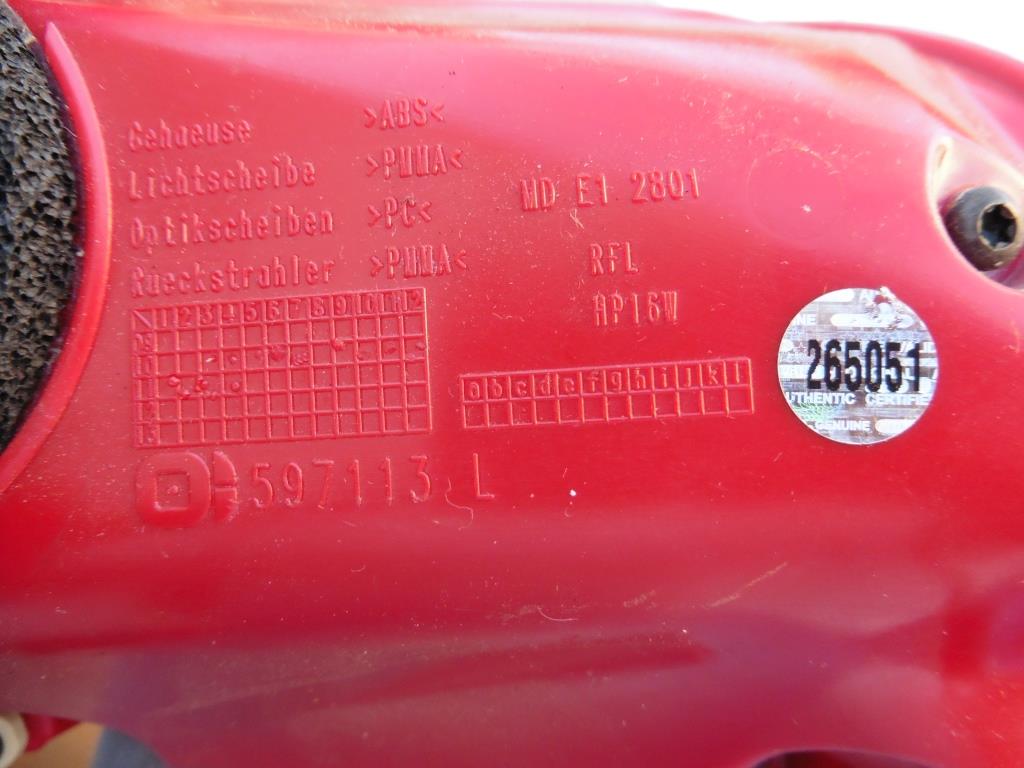 Gehaeuse >ABS<
Lichtscheibe >PMMA<
Optikscheiben >PC<
Rueckstrahler >PMMA<
MD E1 2801
RFL
AP16W
1 2 3 4 5 6 7 8 9 10 11 12
a b c d e f g h i j k l
597113 L
265051
AUTHENTIC CERTIFIE
GENUINE